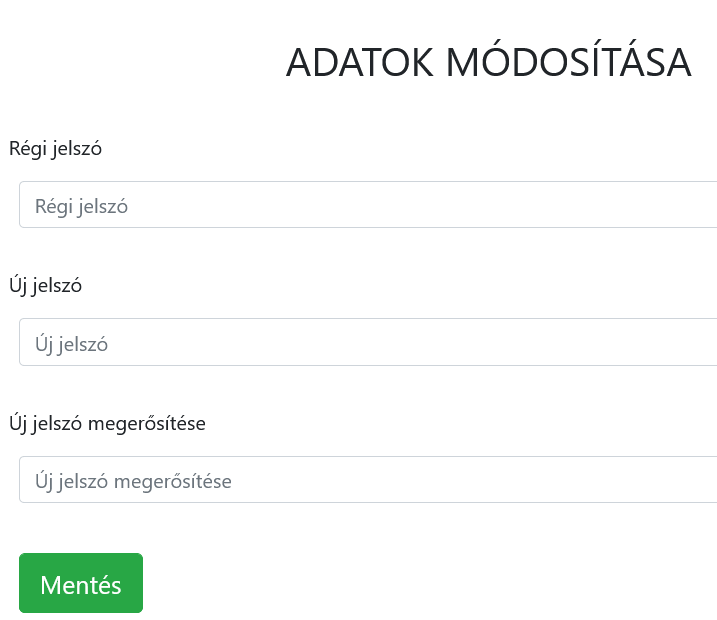 ADATOK MÓDOSÍTÁSA
Régi jelszó
Régi jelszó
Új jelszó
Új jelszó
Új jelszó megerősítése
Új jelszó megerősítése
Mentés